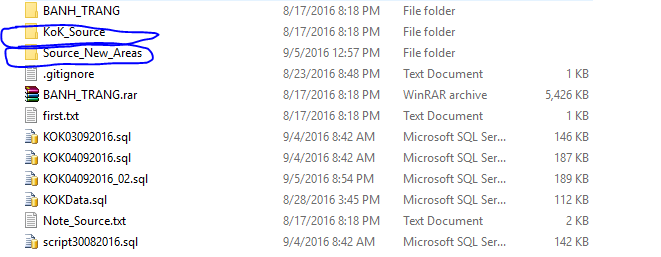 BANH_TRANG 8/17/2016 8:18 PM File folder
KoK_Source 8/17/2016 8:18 PM File folder
Source_New_Areas 9/5/2016 12:57 PM File folder
.gitignore 8/23/2016 8:48 PM Text Document 1 KB
BANH_TRANG.rar 8/17/2016 8:18 PM WinRAR archive 5,426 KB
first.txt 8/17/2016 8:18 PM Text Document 1 KB
KOK03092016.sql 9/4/2016 8:42 AM Microsoft SQL Ser... 146 KB
KOK04092016.sql 9/4/2016 8:42 AM Microsoft SQL Ser... 187 KB
KOK04092016_02.sql 9/5/2016 8:54 PM Microsoft SQL Ser... 189 KB
KOKData.sql 8/28/2016 3:45 PM Microsoft SQL Ser... 112 KB
Note_Source.txt 8/17/2016 8:18 PM Text Document 2 KB
script30082016.sql 9/4/2016 8:42 AM Microsoft SQL Ser... 142 KB